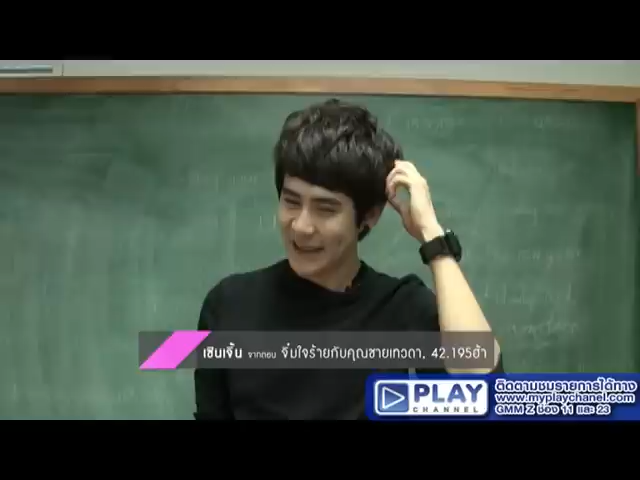 เชินเจิ้น จากตอน จิ๋มใจร้ายกับคุณชายเทวดา, 42.195ฮ้า
PLAY
CHANNEL
ติดตามชมรายการได้ทาง
www.myplaychanel.com
GMM Z ช่อง 11 และ 23